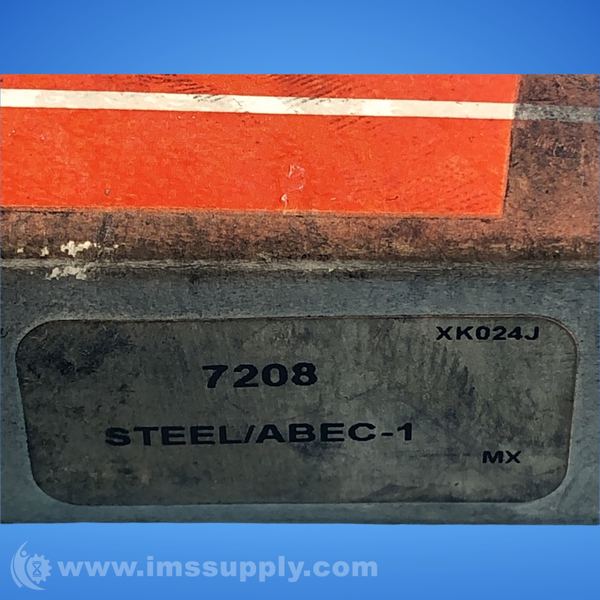 XK024J
7208
STEEL/ABEC-1
MX
www.imssupply.com